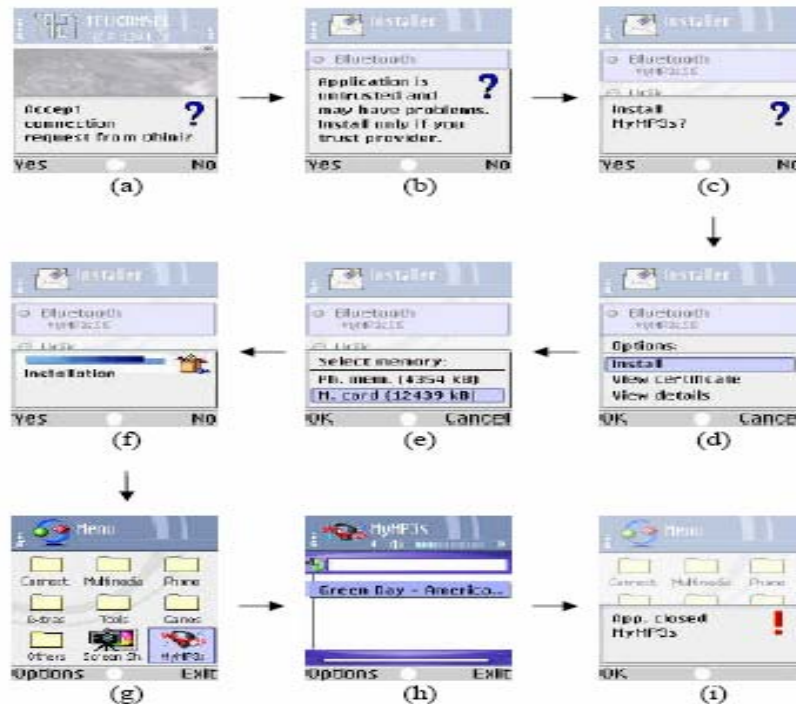 Accept
connection
request from
Yes No
(a)
Installer
Bluetooth
Application is
untrusted and
may have problems.
Install only if you
trust provider.
Yes No
(b)
Installer
Bluetooth
Install
MyMP3s?
Yes No
(c)
Installer
Bluetooth
Installation
Yes No
(f)
Installer
Bluetooth
Select memory:
Ph. mem. (4354 kB)
M. card (12439 kB)
OK Cancel
(e)
Installer
Bluetooth
Options:
Install
View certificate
View details
OK Cancel
(d)
Menu
Connect. Multimedia Phone
Extras Tools Games
Others Screen Sh. MyMP3s
Options Exit
(g)
MyMP3s
Green Day - America..
Options Exit
(h)
Menu
Connect. Multimedia Phone
App. closed
MyMP3s
OK
(i)